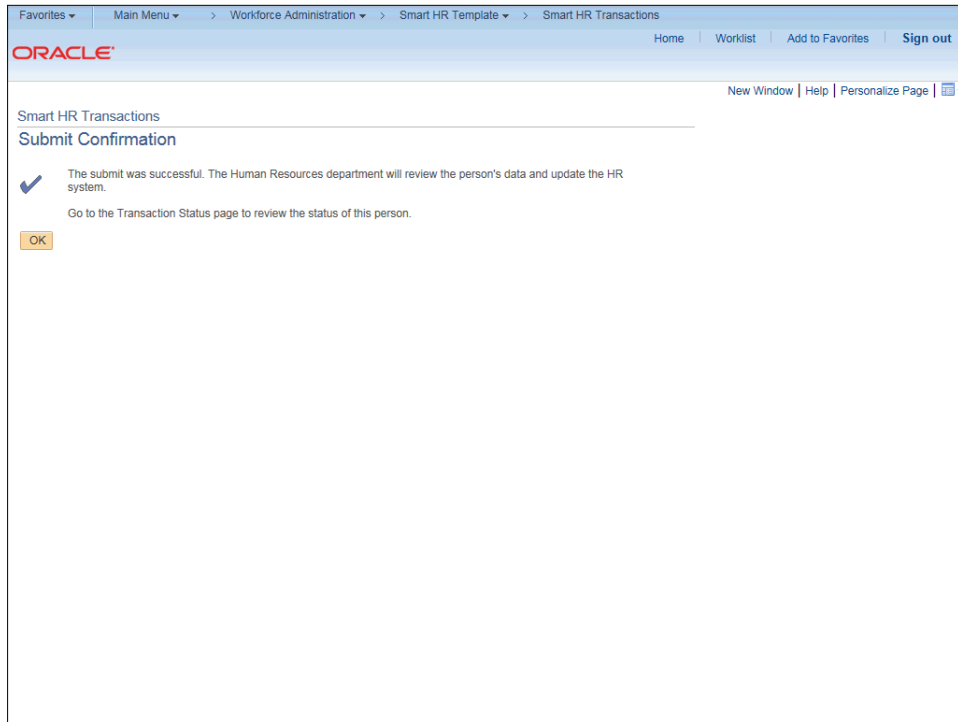 Favorites Main Menu > Workforce Administration > Smart HR Template > Smart HR Transactions
Home Worklist Add to Favorites Sign out
ORACLE
New Window | Help | Personalize Page |
Smart HR Transactions
Submit Confirmation
The submit was successful. The Human Resources department will review the person's data and update the HR
system.
Go to the Transaction Status page to review the status of this person.
OK